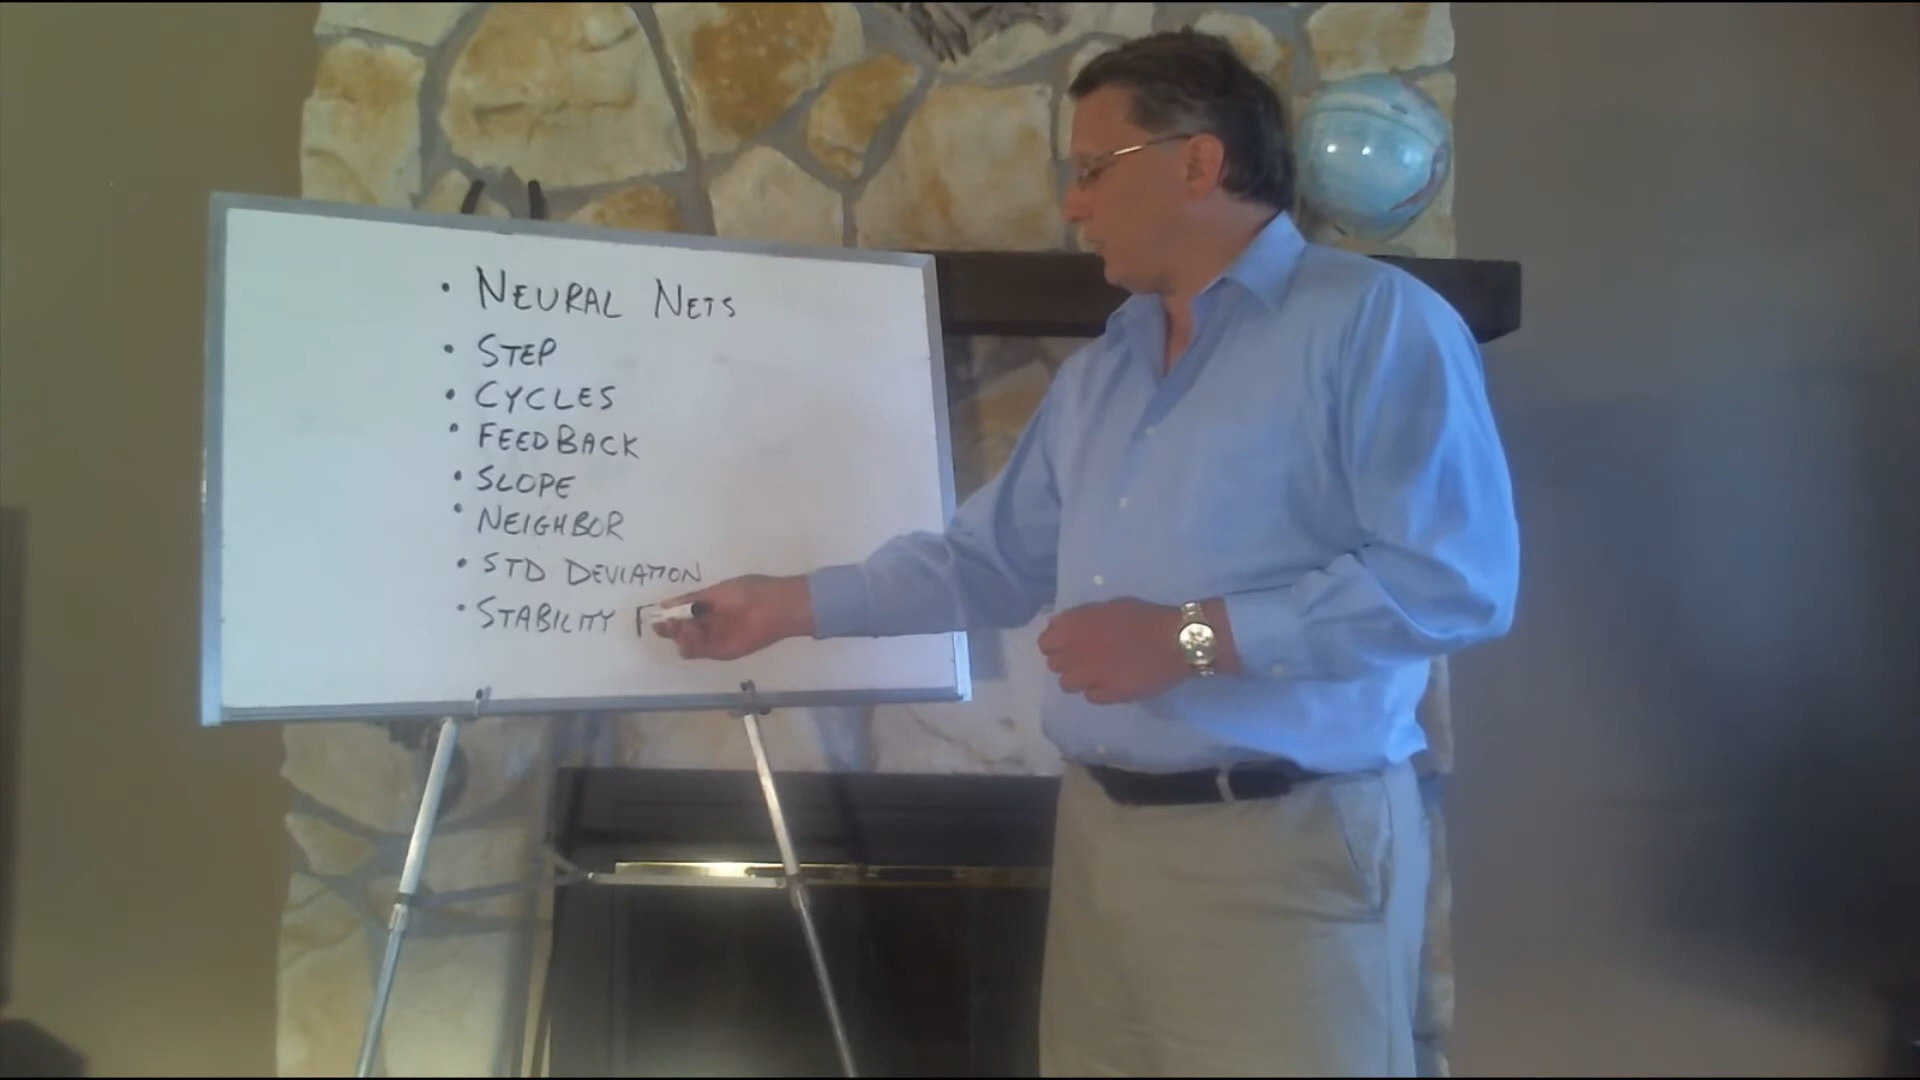 • NEURAL NETS
• STEP
• CYCLES
• FEEDBACK
• SLOPE
• NEIGHBOR
• STD DEVIATION
• STABILITY